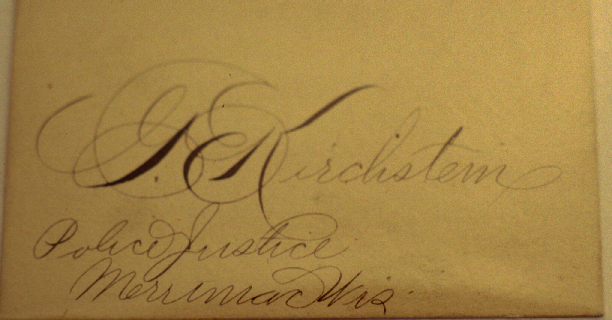 G. Kirchstein
Police Justice
Merrimac Wis.